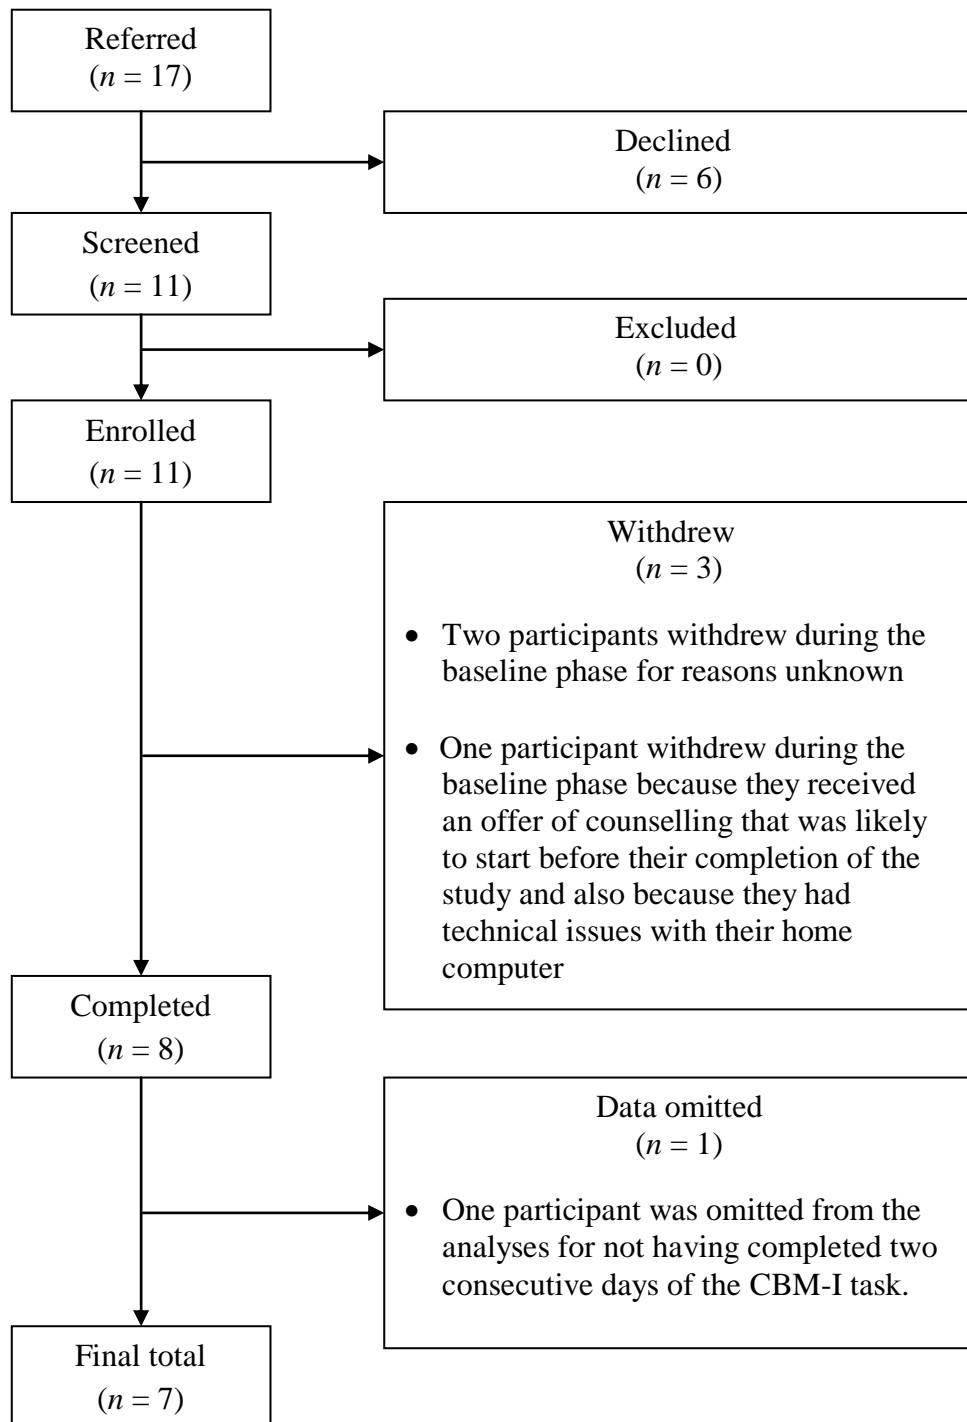 Referred
(n = 17)
Declined
(n = 6)
Screened
(n = 11)
Excluded
(n = 0)
Enrolled
(n = 11)
Withdrew
(n = 3)
• Two participants withdrew during the
baseline phase for reasons unknown
• One participant withdrew during the
baseline phase because they received
an offer of counselling that was likely
to start before their completion of the
study and also because they had
technical issues with their home
computer
Completed
(n = 8)
Data omitted
(n = 1)
• One participant was omitted from the
analyses for not having completed two
consecutive days of the CBM-I task.
Final total
(n = 7)